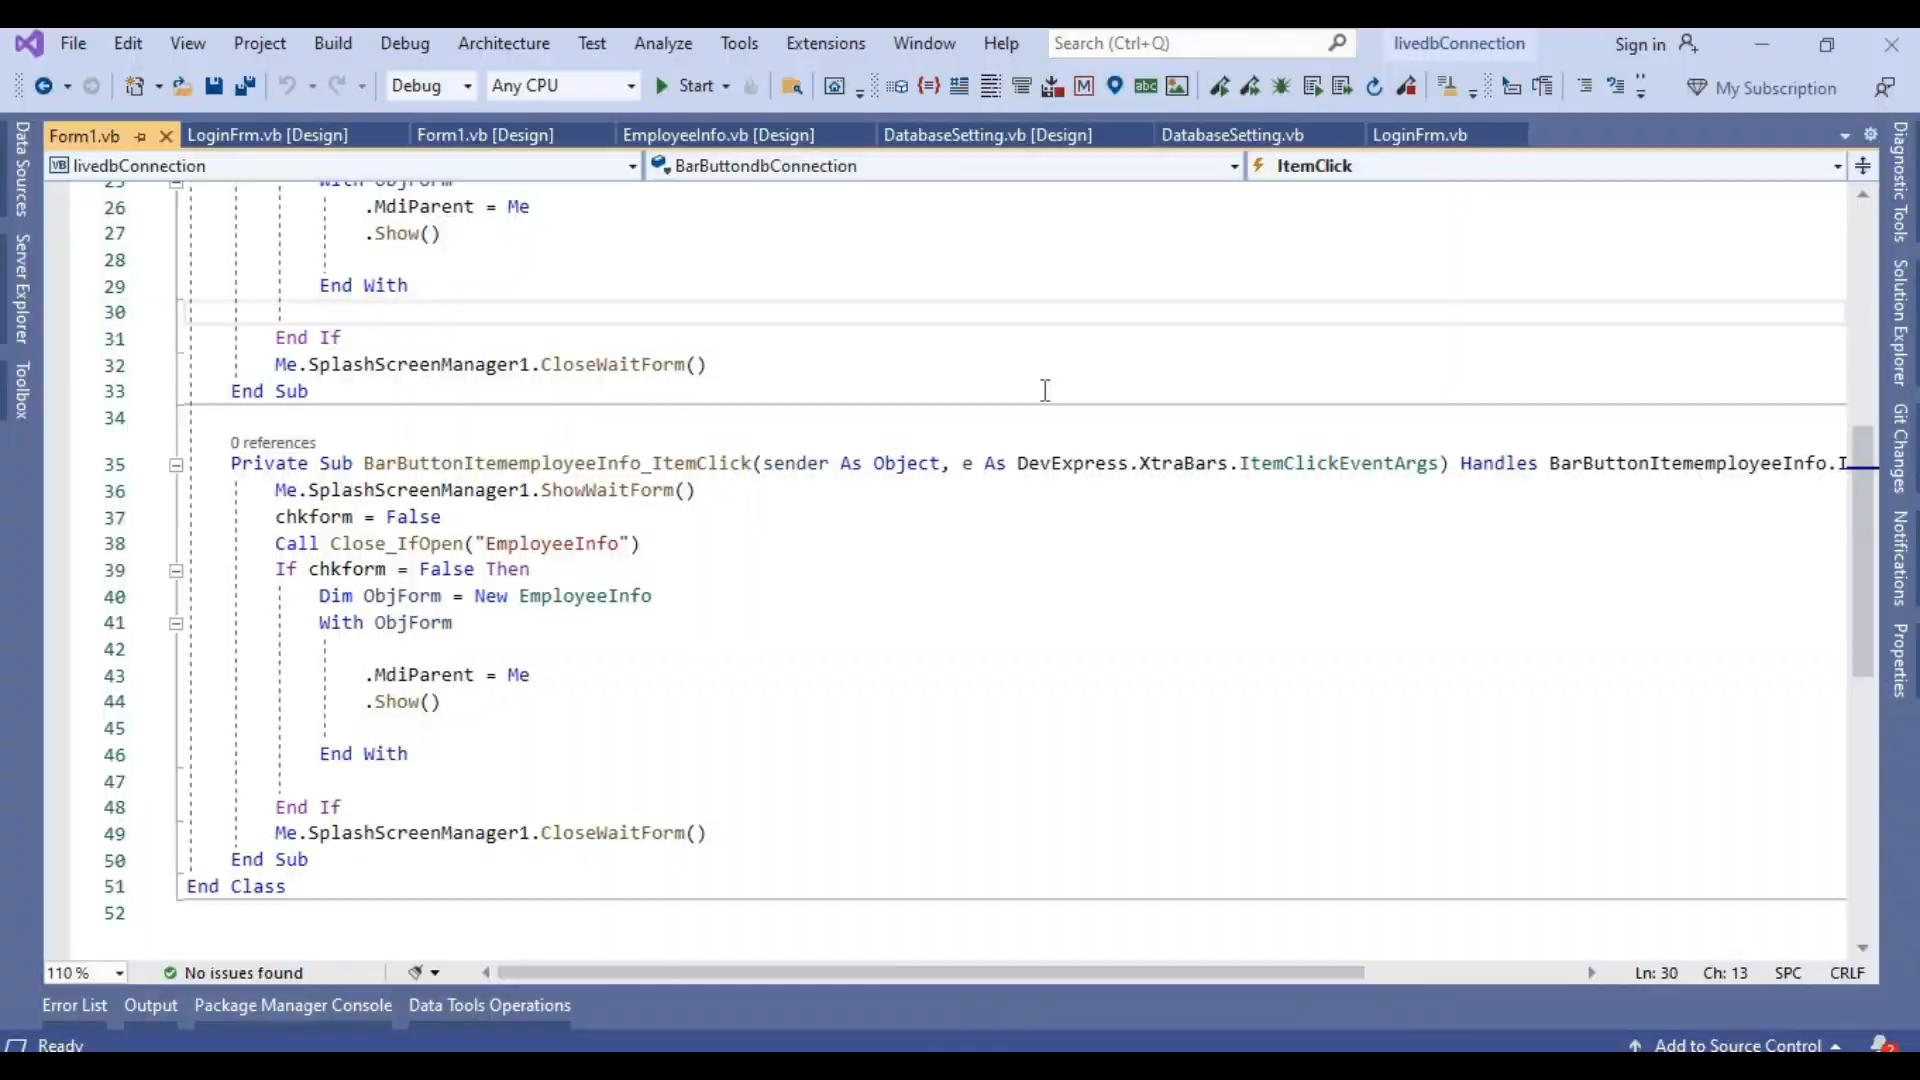 File Edit View Project Build Debug Architecture Test Analyze Tools Extensions Window Help Search (Ctrl+Q) livedbConnection Sign in
Debug Any CPU Start My Subscription
Form1.vb LoginFrm.vb [Design] Form1.vb [Design] EmployeeInfo.vb [Design] DatabaseSetting.vb [Design] DatabaseSetting.vb LoginFrm.vb
livedbConnection BarButtondbConnection ItemClick
Data Sources
Server Explorer
Toolbox
25 With ObjForm
26 .MdiParent = Me
27 .Show()
28
29 End With
30
31 End If
32 Me.SplashScreenManager1.CloseWaitForm()
33 End Sub
34
0 references
35 Private Sub BarButtonItememployeeInfo_ItemClick(sender As Object, e As DevExpress.XtraBars.ItemClickEventArgs) Handles BarButtonItememployeeInfo.I
36 Me.SplashScreenManager1.ShowWaitForm()
37 chkform = False
38 Call Close_IfOpen("EmployeeInfo")
39 If chkform = False Then
40 Dim ObjForm = New EmployeeInfo
41 With ObjForm
42
43 .MdiParent = Me
44 .Show()
45
46 End With
47
48 End If
49 Me.SplashScreenManager1.CloseWaitForm()
50 End Sub
51 End Class
52
Diagnostic Tools
Solution Explorer
Git Changes
Notifications
Properties
110 % No issues found Ln: 30 Ch: 13 SPC CRLF
Error List Output Package Manager Console Data Tools Operations
Ready Add to Source Control 2